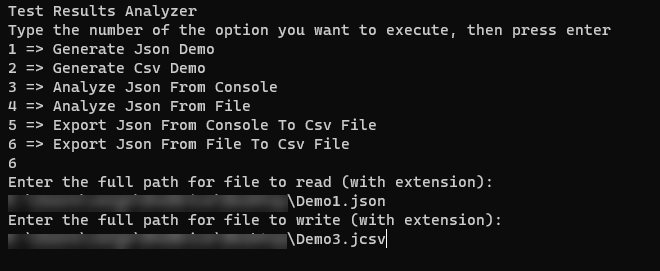 Test Results Analyzer
Type the number of the option you want to execute, then press enter
1 => Generate Json Demo
2 => Generate Csv Demo
3 => Analyze Json From Console
4 => Analyze Json From File
5 => Export Json From Console To Csv File
6 => Export Json From File To Csv File
6
Enter the full path for file to read (with extension):
\Demo1.json
Enter the full path for file to write (with extension):
\Demo3.jcsv